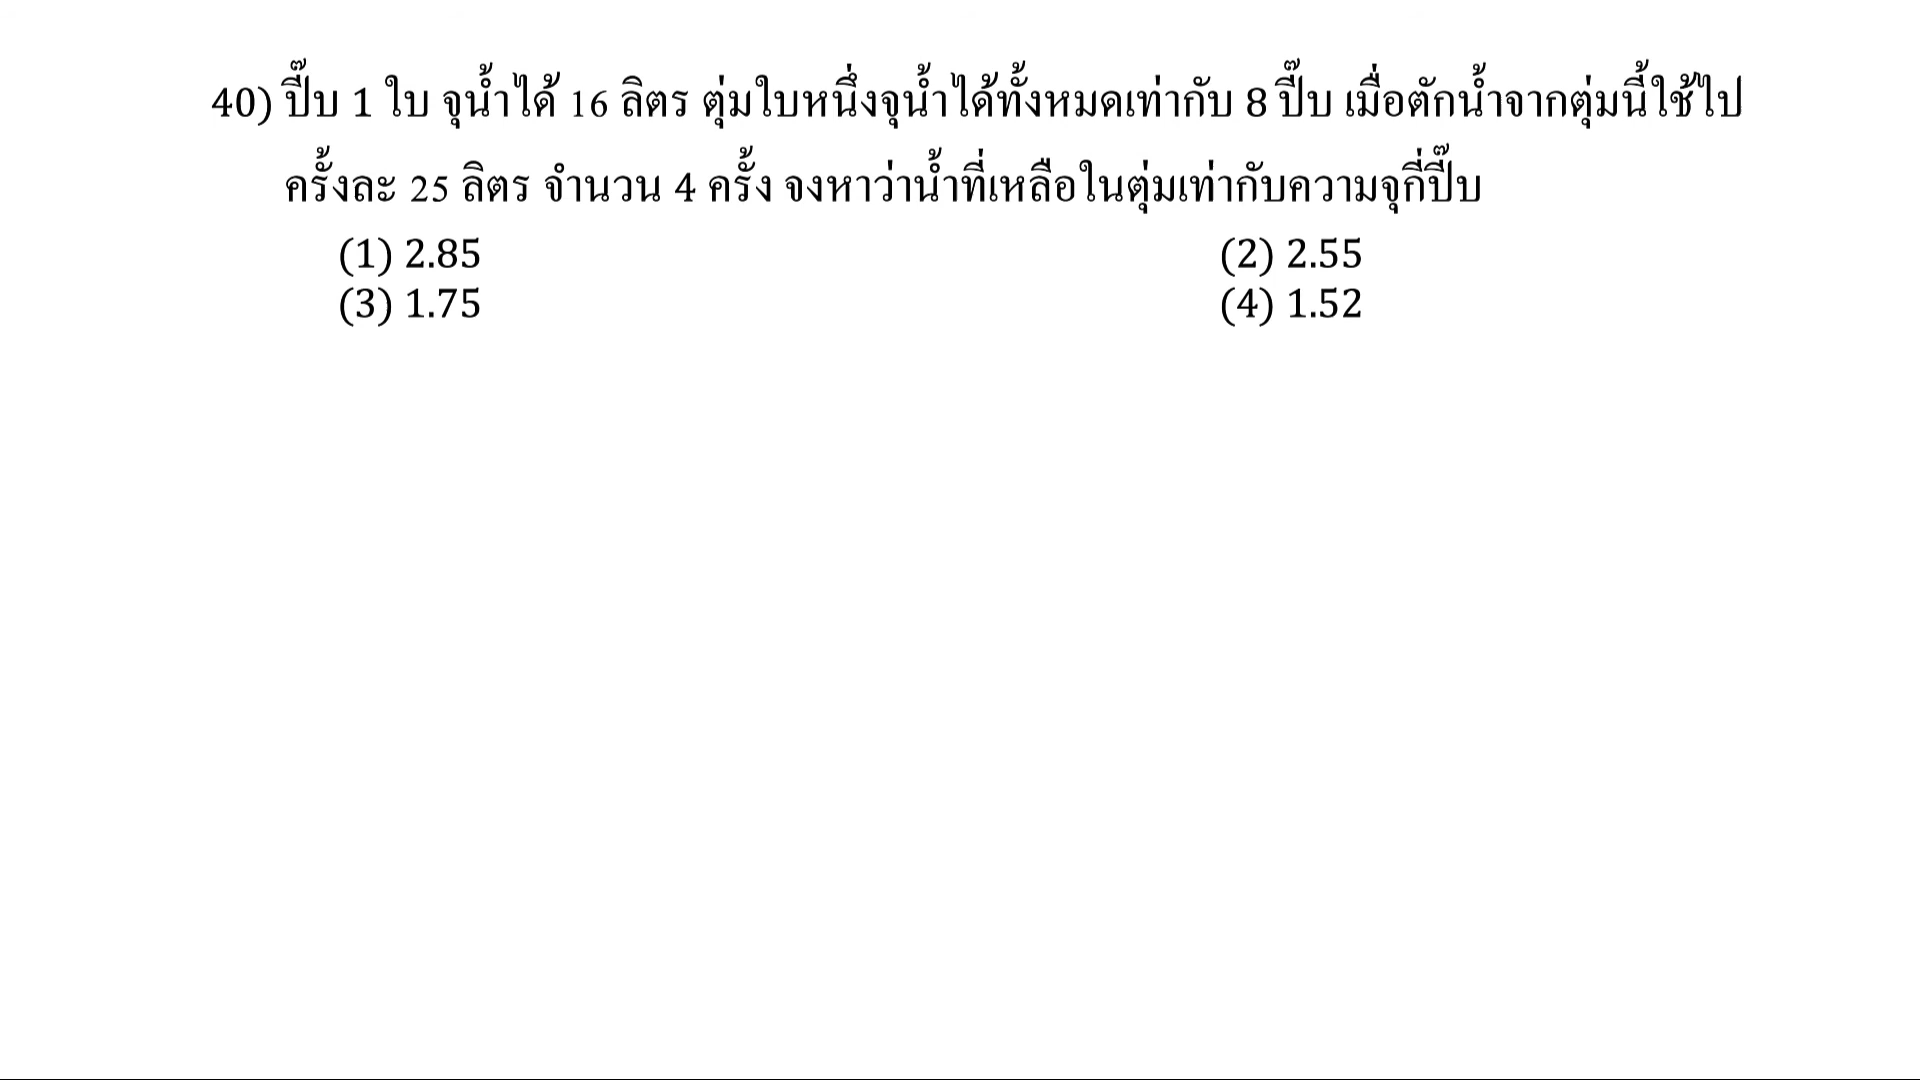 40) ปี๊บ 1 ใบ จุน้ำได้ 16 ลิตร ตุ่มใบหนึ่งจุน้ำได้ทั้งหมดเท่ากับ 8 ปี๊บ เมื่อตักน้ำจากตุ่มนี้ใช้ไป
ครั้งละ 25 ลิตร จำนวน 4 ครั้ง จงหาว่าน้ำที่เหลือในตุ่มเท่ากับความจุกี่ปี๊บ
(1) 2.85 (2) 2.55
(3) 1.75 (4) 1.52